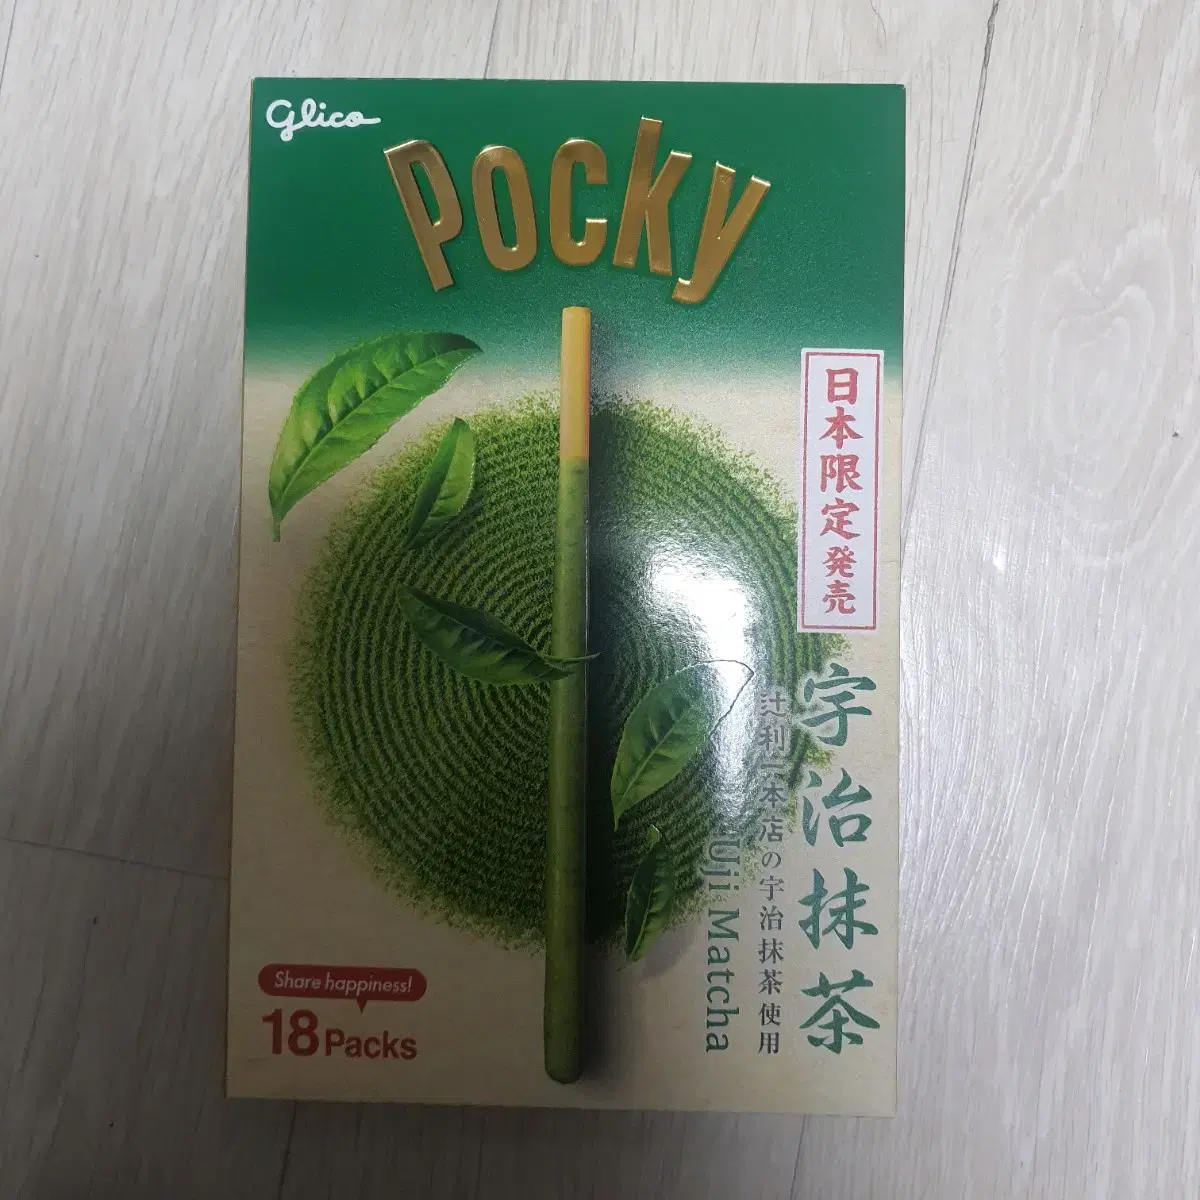 Glico
Pocky
日本限定発売
宇治抹茶
辻利一本店の宇治抹茶使用
Uji Matcha
Share happiness!
18 Packs